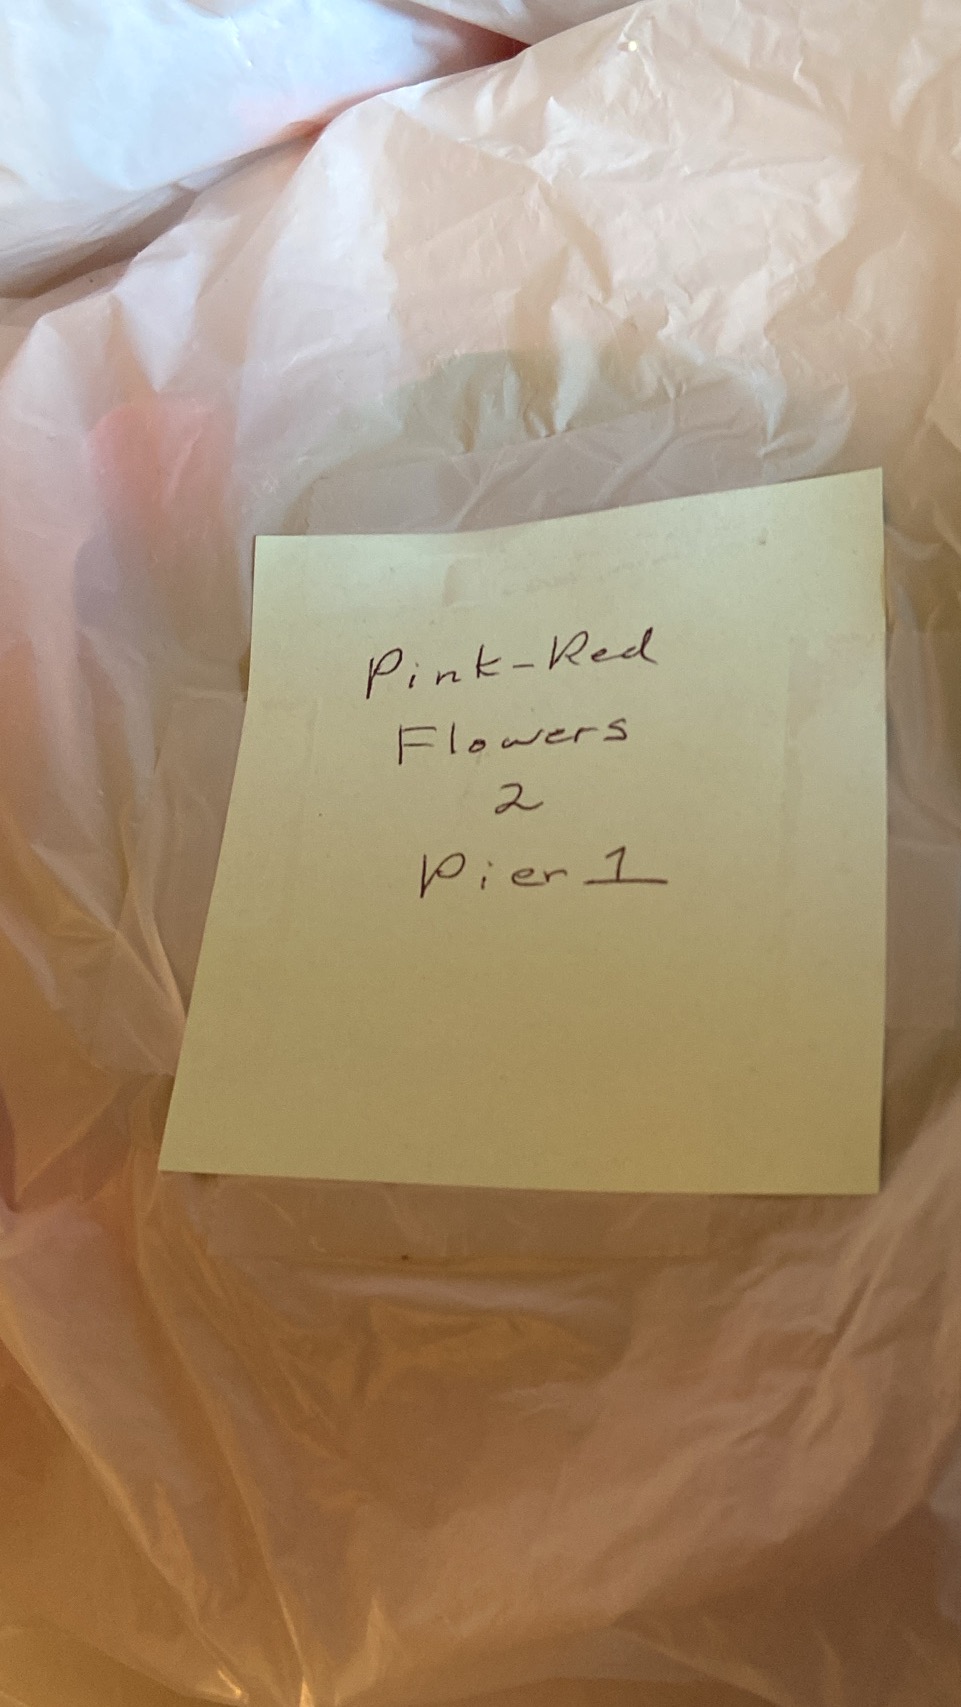 Pink-Red
Flowers
2
Pier 1